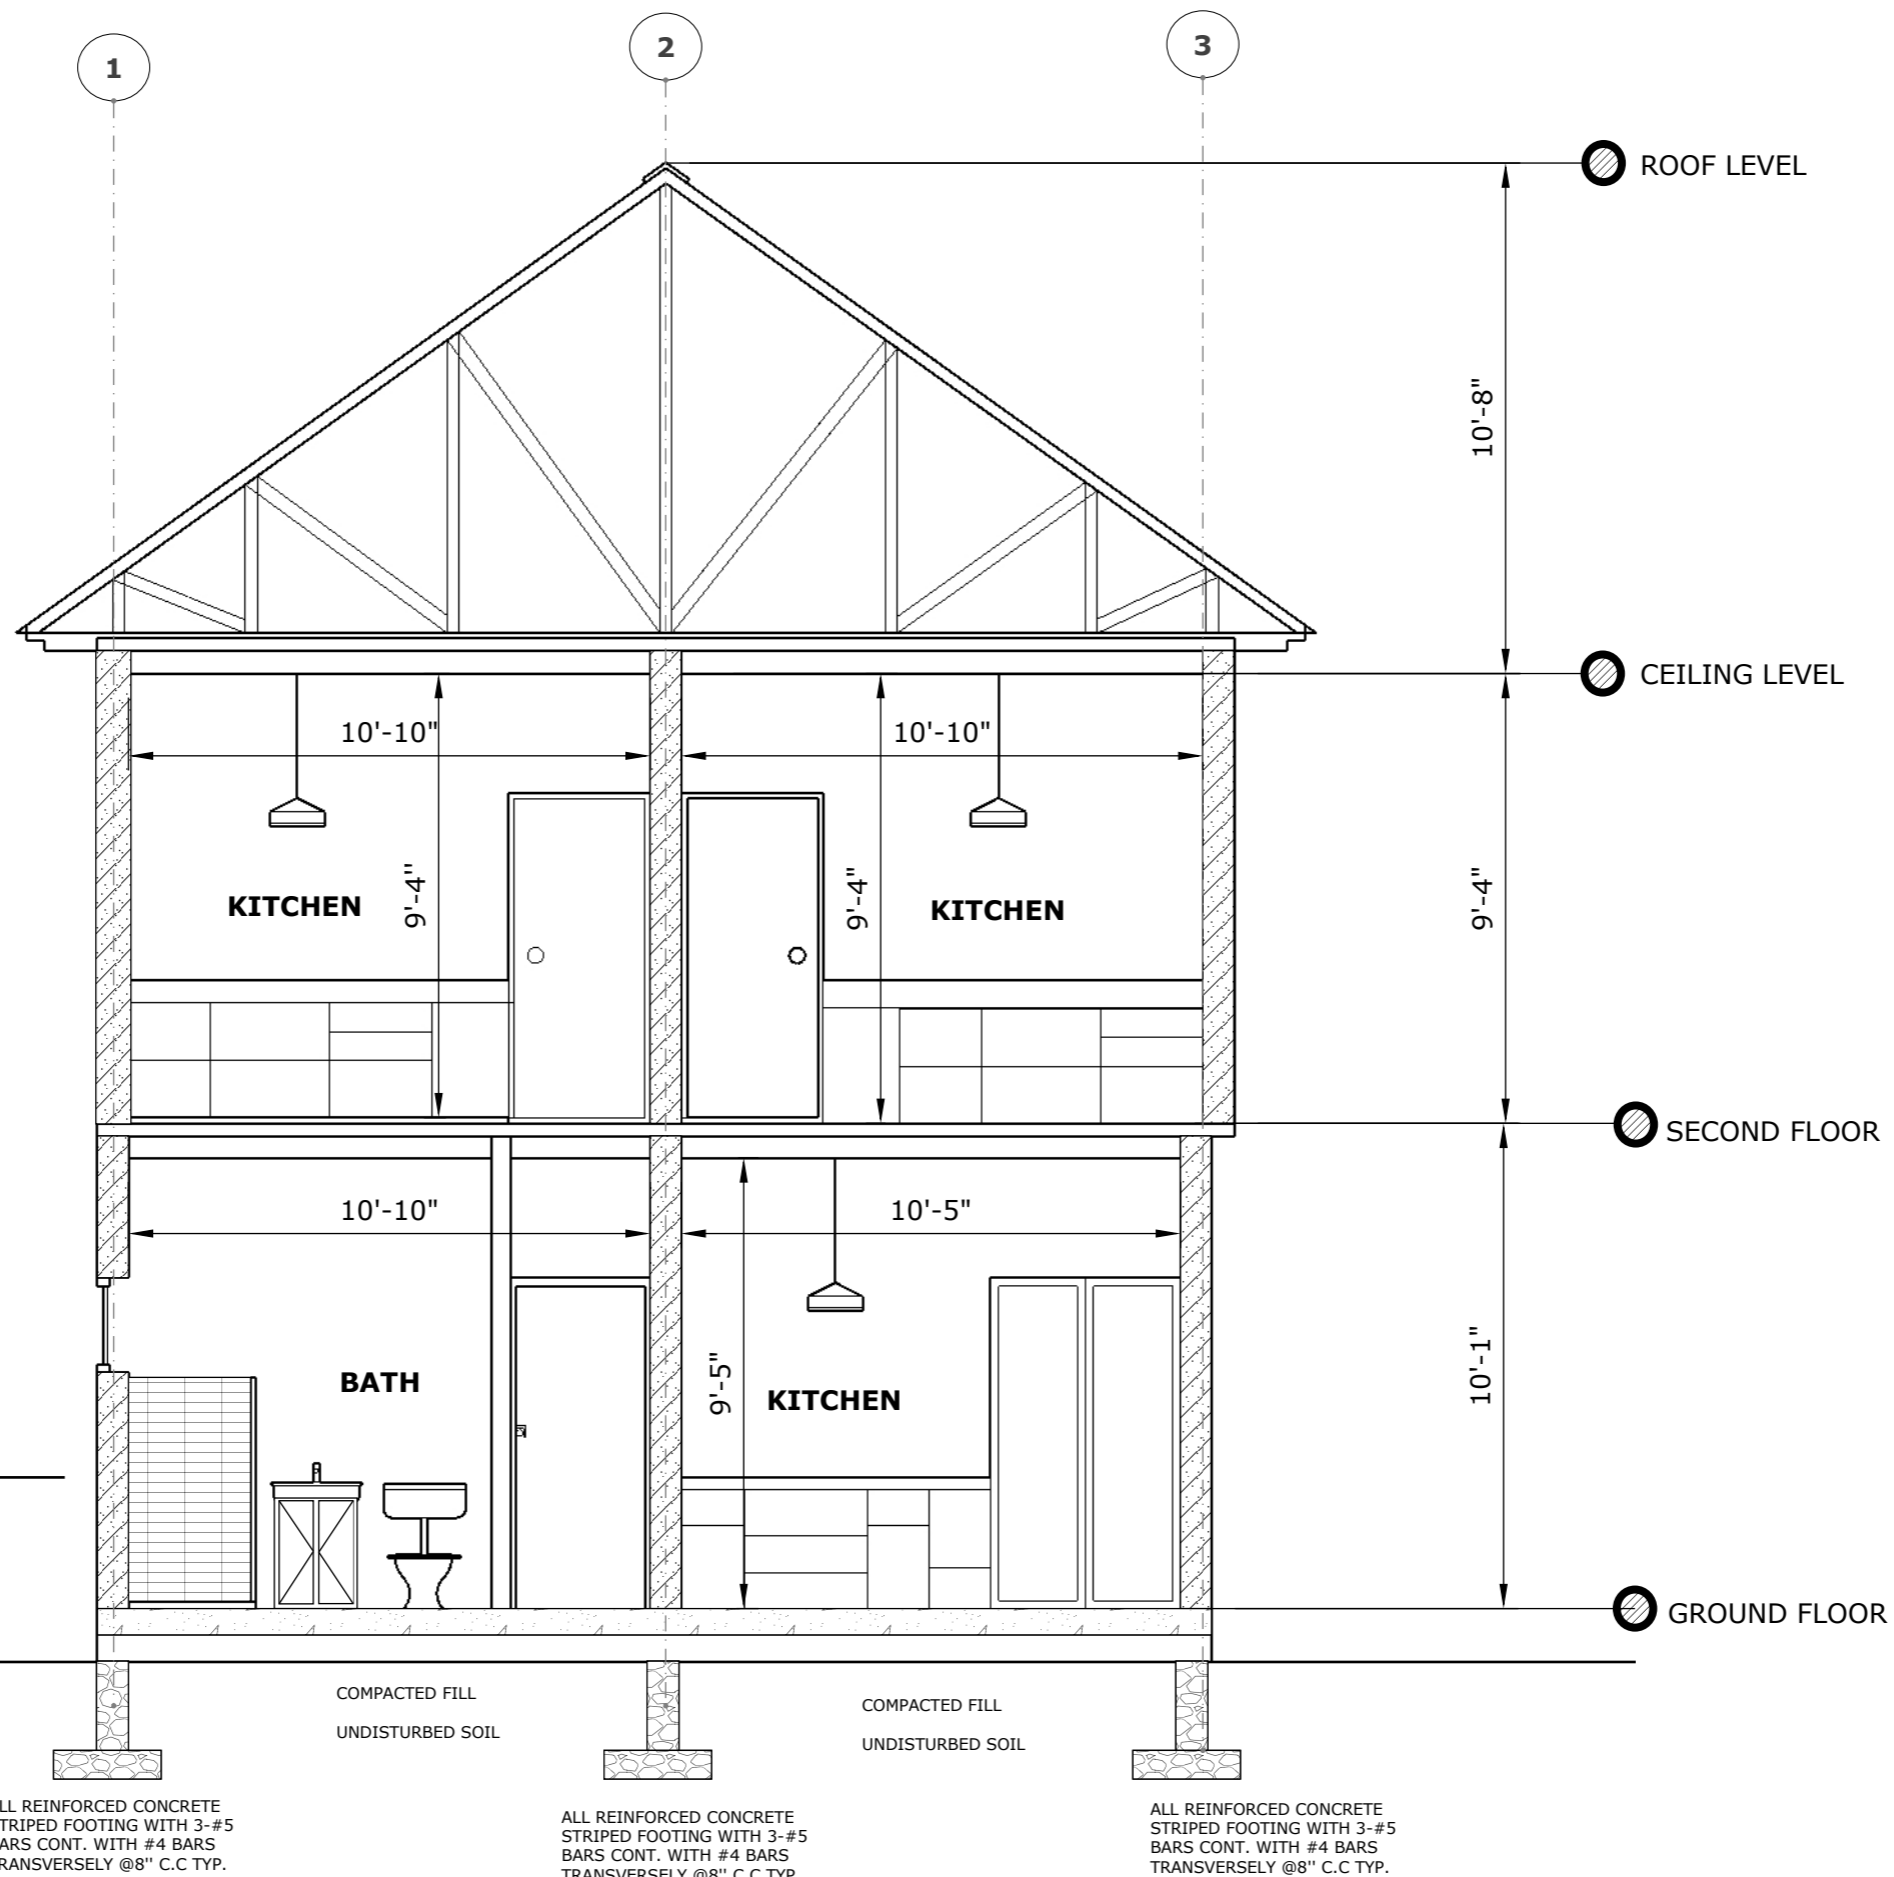 1
2
3
ROOF LEVEL
10'-8"
CEILING LEVEL
10'-10"
10'-10"
KITCHEN
9'-4"
9'-4"
KITCHEN
9'-4"
SECOND FLOOR
10'-10"
10'-5"
BATH
9'-5"
KITCHEN
10'-1"
GROUND FLOOR
COMPACTED FILL
UNDISTURBED SOIL
COMPACTED FILL
UNDISTURBED SOIL
LL REINFORCED CONCRETE
TRIPED FOOTING WITH 3-#5
ARS CONT. WITH #4 BARS
RANSVERSELY @8'' C.C TYP.
ALL REINFORCED CONCRETE
STRIPED FOOTING WITH 3-#5
BARS CONT. WITH #4 BARS
TRANSVERSELY @8'' C.C TYP.
ALL REINFORCED CONCRETE
STRIPED FOOTING WITH 3-#5
BARS CONT. WITH #4 BARS
TRANSVERSELY @8'' C.C TYP.